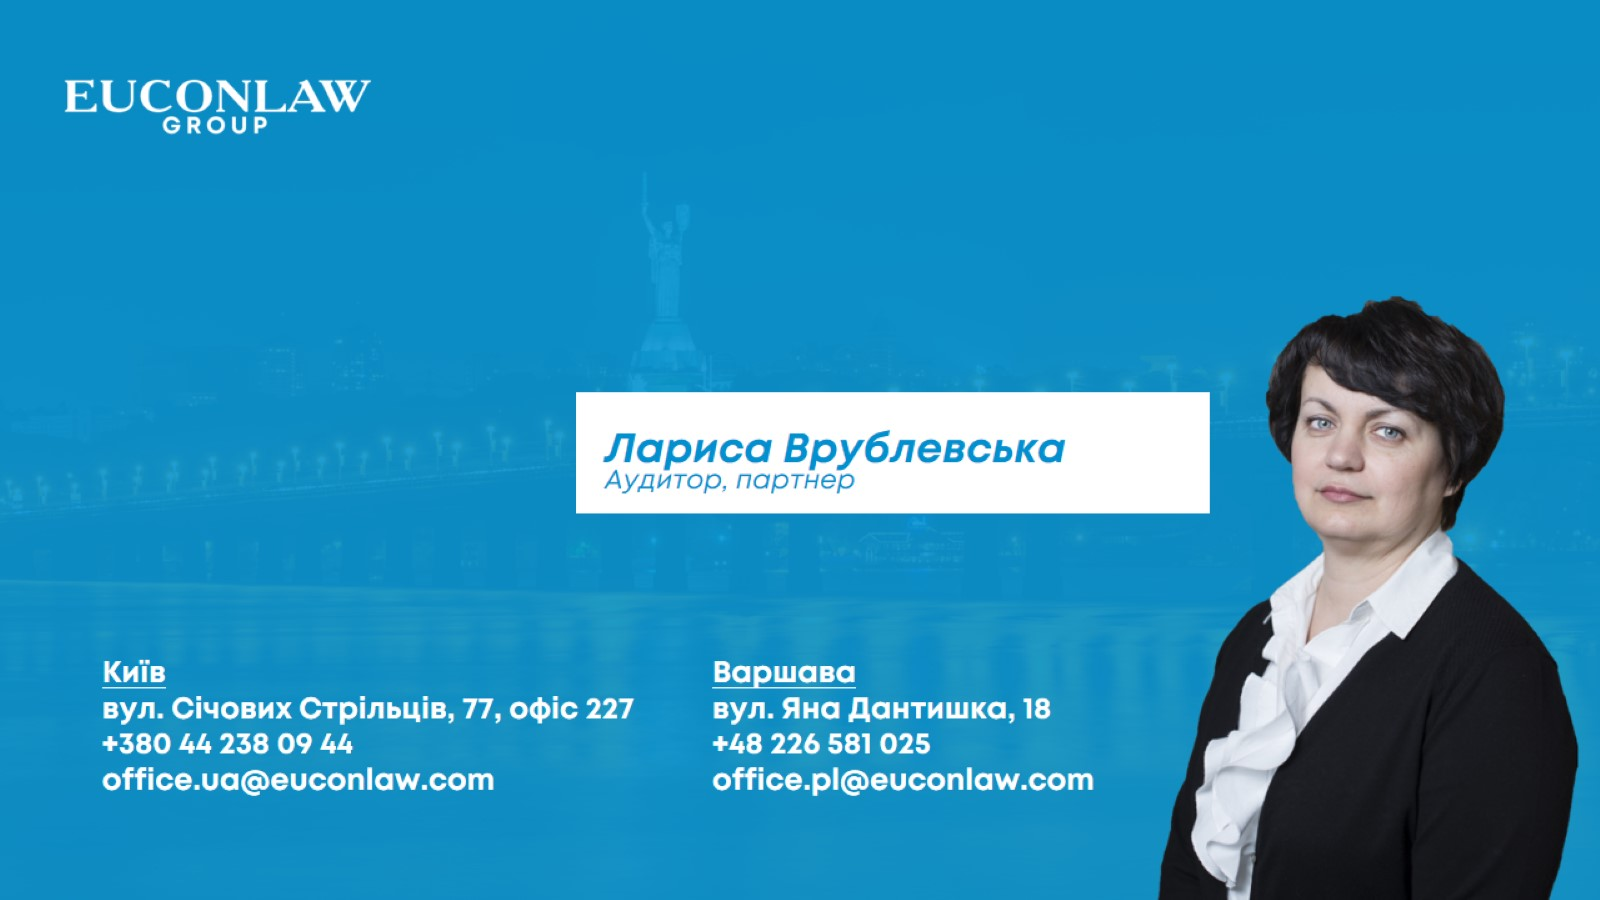 EUCONLAW
GROUP
Лариса Врублевська
Аудитор, партнер
Київ
вул. Січових Стрільців, 77, офіс 227
+380 44 238 09 44
office.ua@euconlaw.com
Варшава
вул. Яна Дантишка, 18
+48 226 581 025
office.pl@euconlaw.com